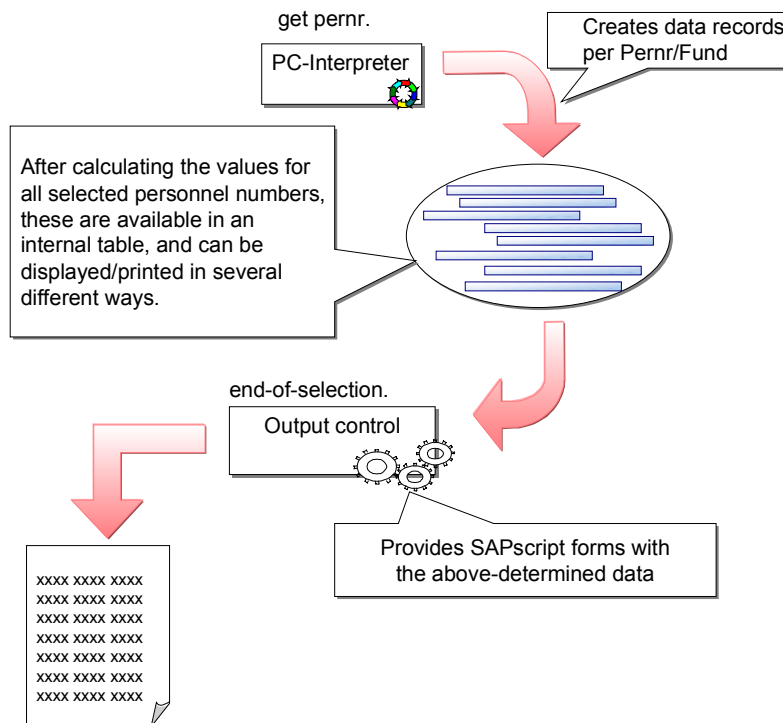 get pernr.
PC-Interpreter
Creates data records
per Pernr/Fund
After calculating the values for
all selected personnel numbers,
these are available in an
internal table, and can be
displayed/printed in several
different ways.
end-of-selection.
Output control
Provides SAPscript forms with
the above-determined data
xxxx xxxx xxxx
xxxx xxxx xxxx
xxxx xxxx xxxx
xxxx xxxx xxxx
xxxx xxxx xxxx
xxxx xxxx xxxx
xxxx xxxx xxxx